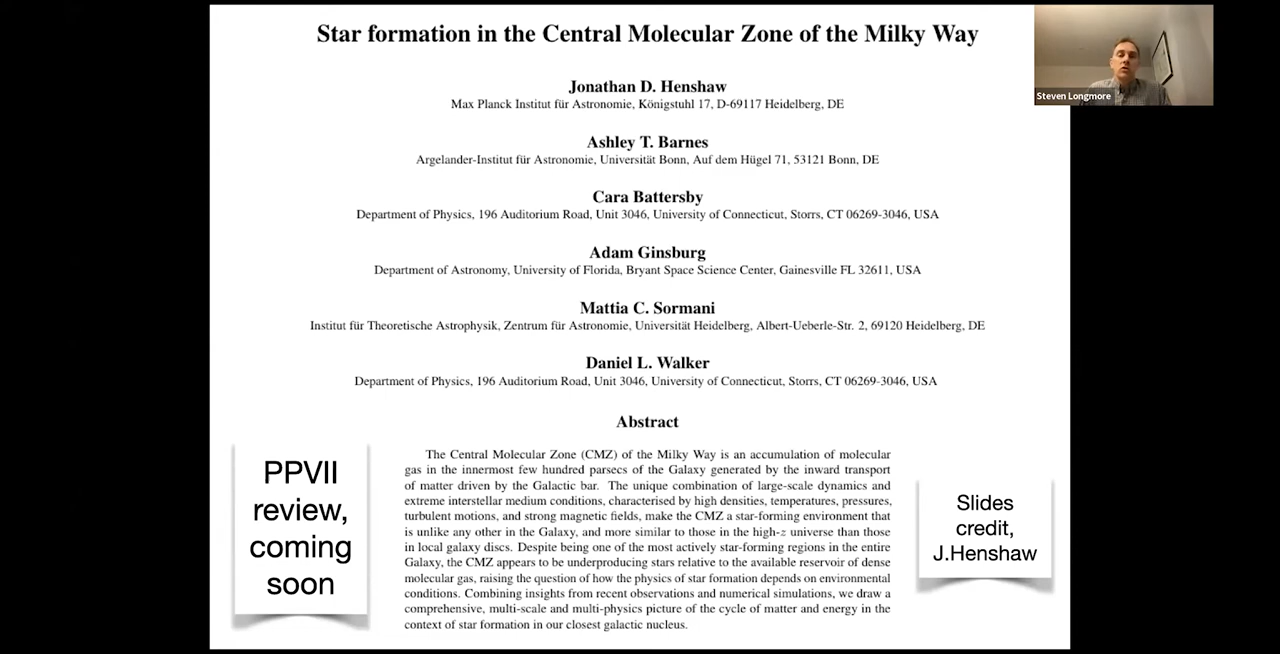 Star formation in the Central Molecular Zone of the Milky Way
Steven Longmore
Jonathan D. Henshaw
Max Planck Institut für Astronomie, Königstuhl 17, D-69117 Heidelberg, DE
Ashley T. Barnes
Argelander-Institut für Astronomie, Universität Bonn, Auf dem Hügel 71, 53121 Bonn, DE
Cara Battersby
Department of Physics, 196 Auditorium Road, Unit 3046, University of Connecticut, Storrs, CT 06269-3046, USA
Adam Ginsburg
Department of Astronomy, University of Florida, Bryant Space Science Center, Gainesville FL 32611, USA
Mattia C. Sormani
Institut für Theoretische Astrophysik, Zentrum für Astronomie, Universität Heidelberg, Albert-Ueberle-Str. 2, 69120 Heidelberg, DE
Daniel L. Walker
Department of Physics, 196 Auditorium Road, Unit 3046, University of Connecticut, Storrs, CT 06269-3046, USA
Abstract
The Central Molecular Zone (CMZ) of the Milky Way is an accumulation of molecular
gas in the innermost few hundred parsecs of the Galaxy generated by the inward transport
of matter driven by the Galactic bar. The unique combination of large-scale dynamics and
extreme interstellar medium conditions, characterised by high densities, temperatures, pressures,
turbulent motions, and strong magnetic fields, make the CMZ a star-forming environment that
is unlike any other in the Galaxy, and more similar to those in the high-z universe than those
in local galaxy discs. Despite being one of the most actively star-forming regions in the entire
Galaxy, the CMZ appears to be underproducing stars relative to the available reservoir of dense
molecular gas, raising the question of how the physics of star formation depends on environmental
conditions. Combining insights from recent observations and numerical simulations, we draw a
comprehensive, multi-scale and multi-physics picture of the cycle of matter and energy in the
context of star formation in our closest galactic nucleus.
PPVII
review,
coming
soon
Slides
credit,
J.Henshaw